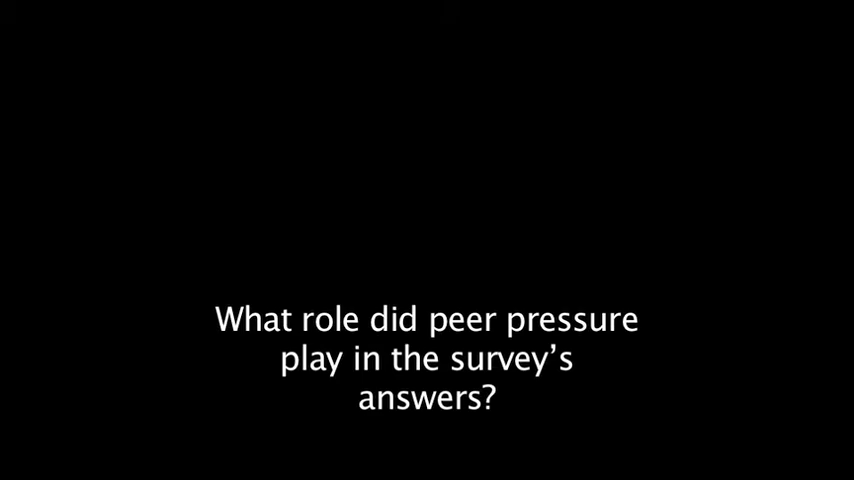 What role did peer pressure
play in the survey’s
answers?